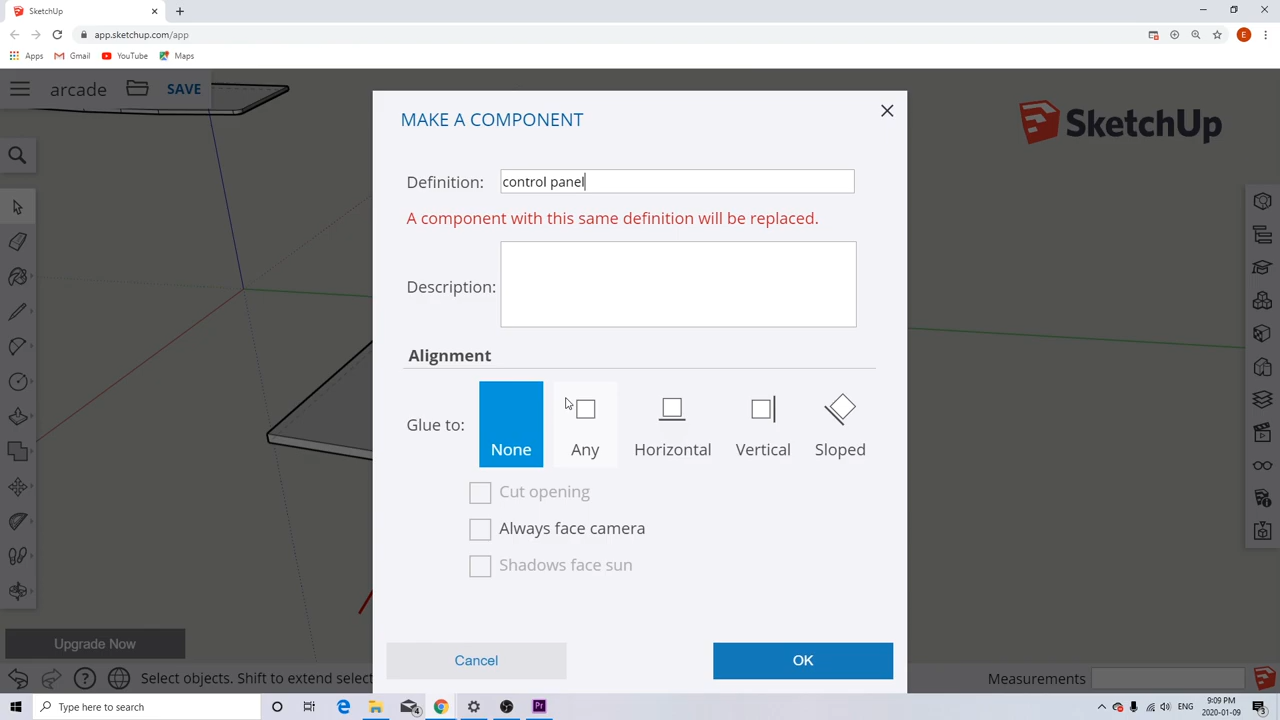 SketchUp
app.sketchup.com/app
E
Apps
Gmail
YouTube
Maps
arcade
SAVE
MAKE A COMPONENT
SketchUp
Definition:
control panel
A component with this same definition will be replaced.
Description:
Alignment
Glue to:
None
Any
Horizontal
Vertical
Sloped
Cut opening
Always face camera
Shadows face sun
Upgrade Now
Cancel
OK
Select objects. Shift to extend select
Measurements
Type here to search
4
9:09 PM
2020-01-09
3